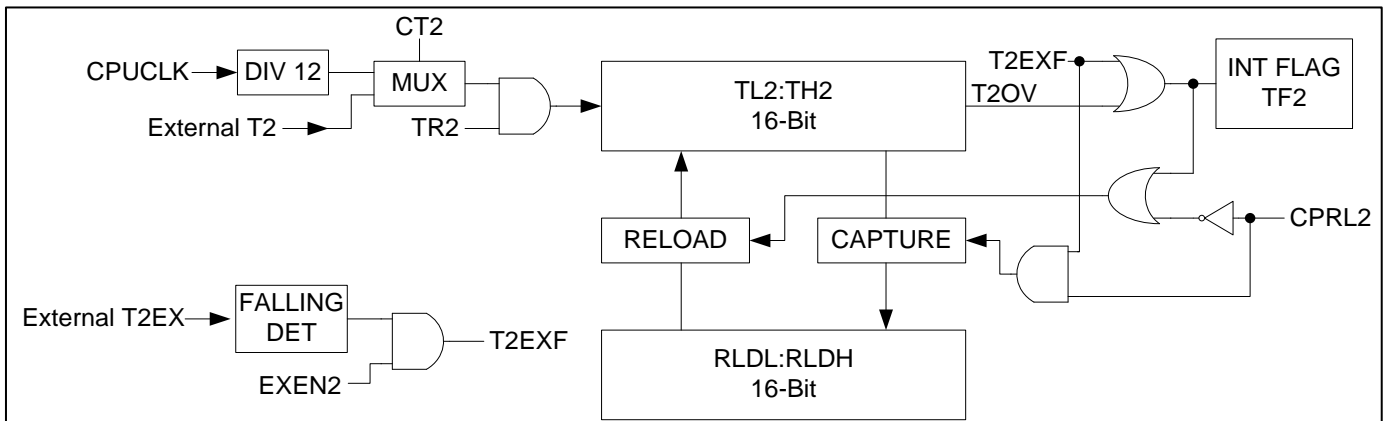 CT2
CPUCLK
DIV 12
MUX
External T2
TR2
TL2:TH2
16-Bit
T2EXF
T2OV
INT FLAG
TF2
RELOAD
CAPTURE
CPRL2
External T2EX
FALLING
DET
EXEN2
T2EXF
RLDL:RLDH
16-Bit